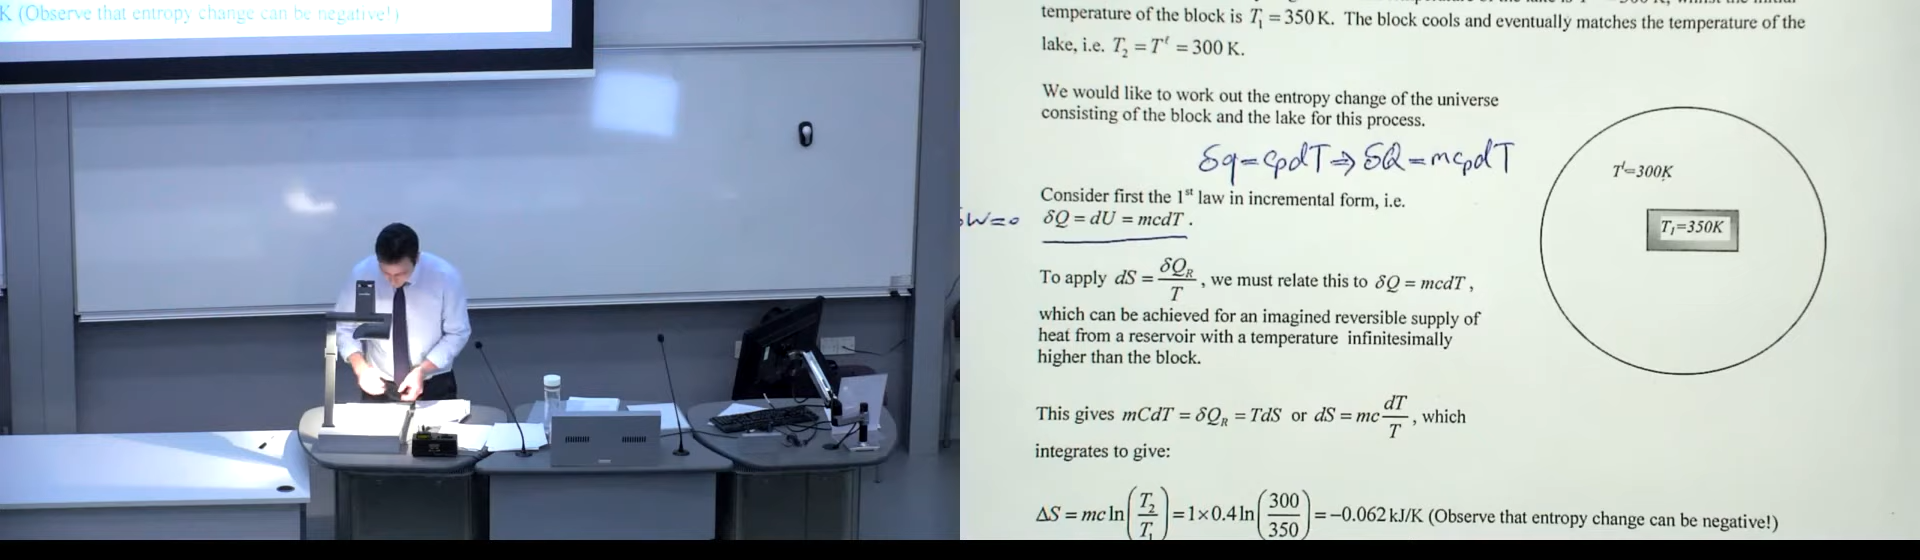 K (Observe that entropy change can be negative!)
temperature of the block is T₁ = 350 K. The block cools and eventually matches the temperature of the
lake, i.e. T₂ = Tˡ = 300 K.
We would like to work out the entropy change of the universe
consisting of the block and the lake for this process.
δq = cpdT ⇒ δQ = mcpdT
Consider first the 1ˢᵗ law in incremental form, i.e.
δW=0 δQ = dU = mcdT .
To apply dS = δQ_R/T , we must relate this to δQ = mcdT ,
which can be achieved for an imagined reversible supply of
heat from a reservoir with a temperature infinitesimally
higher than the block.
This gives mCdT = δQ_R = TdS or dS = mc dT/T , which
integrates to give:
ΔS = mc ln(T₂/T₁) = 1×0.4 ln(300/350) = −0.062 kJ/K (Observe that entropy change can be negative!)
Tˡ=300K
T₁=350K